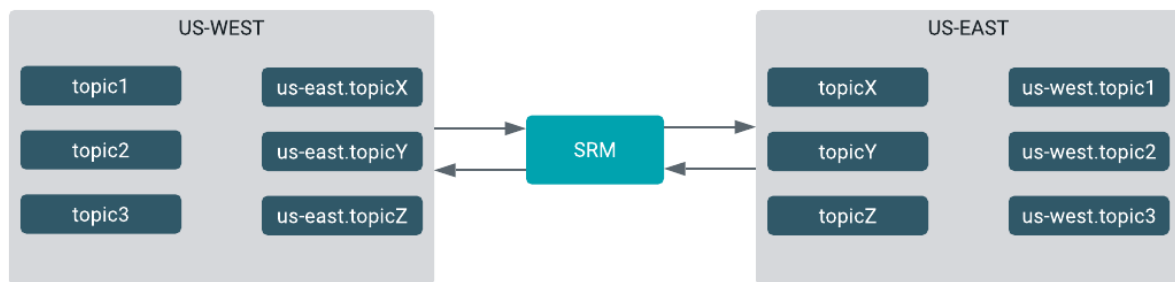 US-WEST
US-EAST
topic1
us-east.topicX
topicX
us-west.topic1
topic2
us-east.topicY
SRM
topicY
us-west.topic2
topic3
us-east.topicZ
topicZ
us-west.topic3